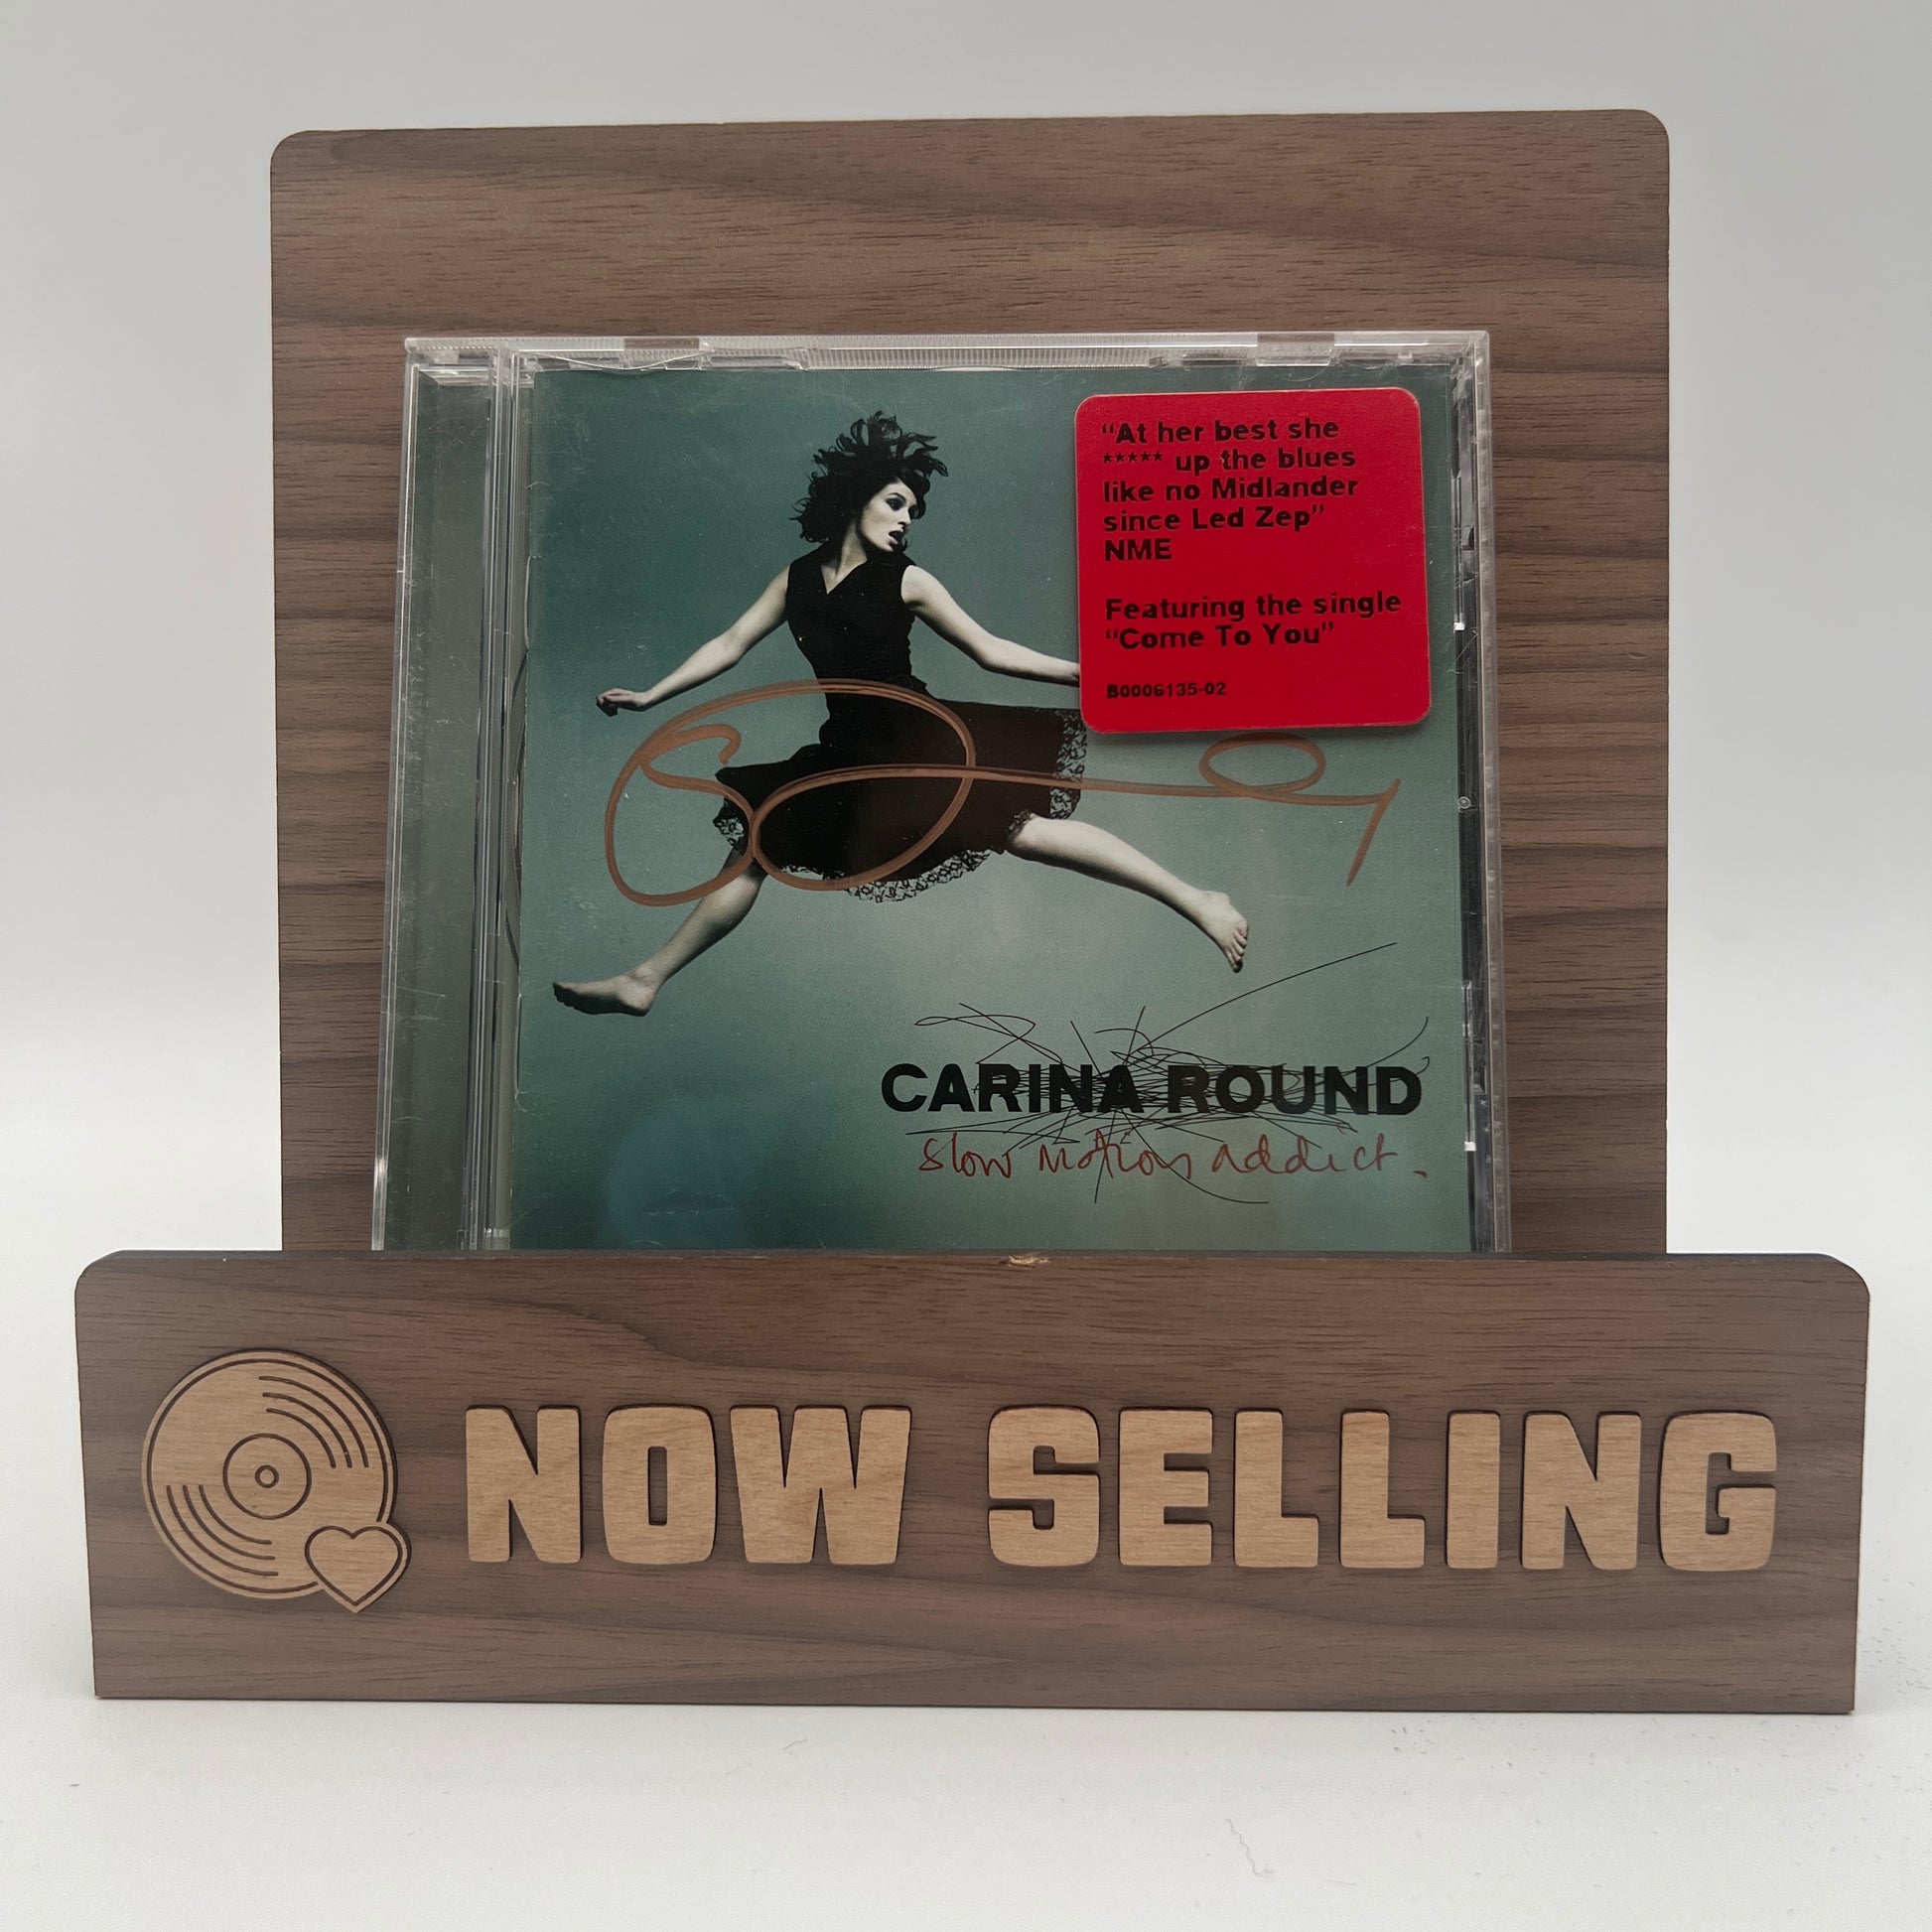 “At her best she
***** up the blues
like no Midlander
since Led Zep”
NME
Featuring the single
“Come To You”
B0006135-02
CARINA ROUND
slow motion addict.
NOW SELLING